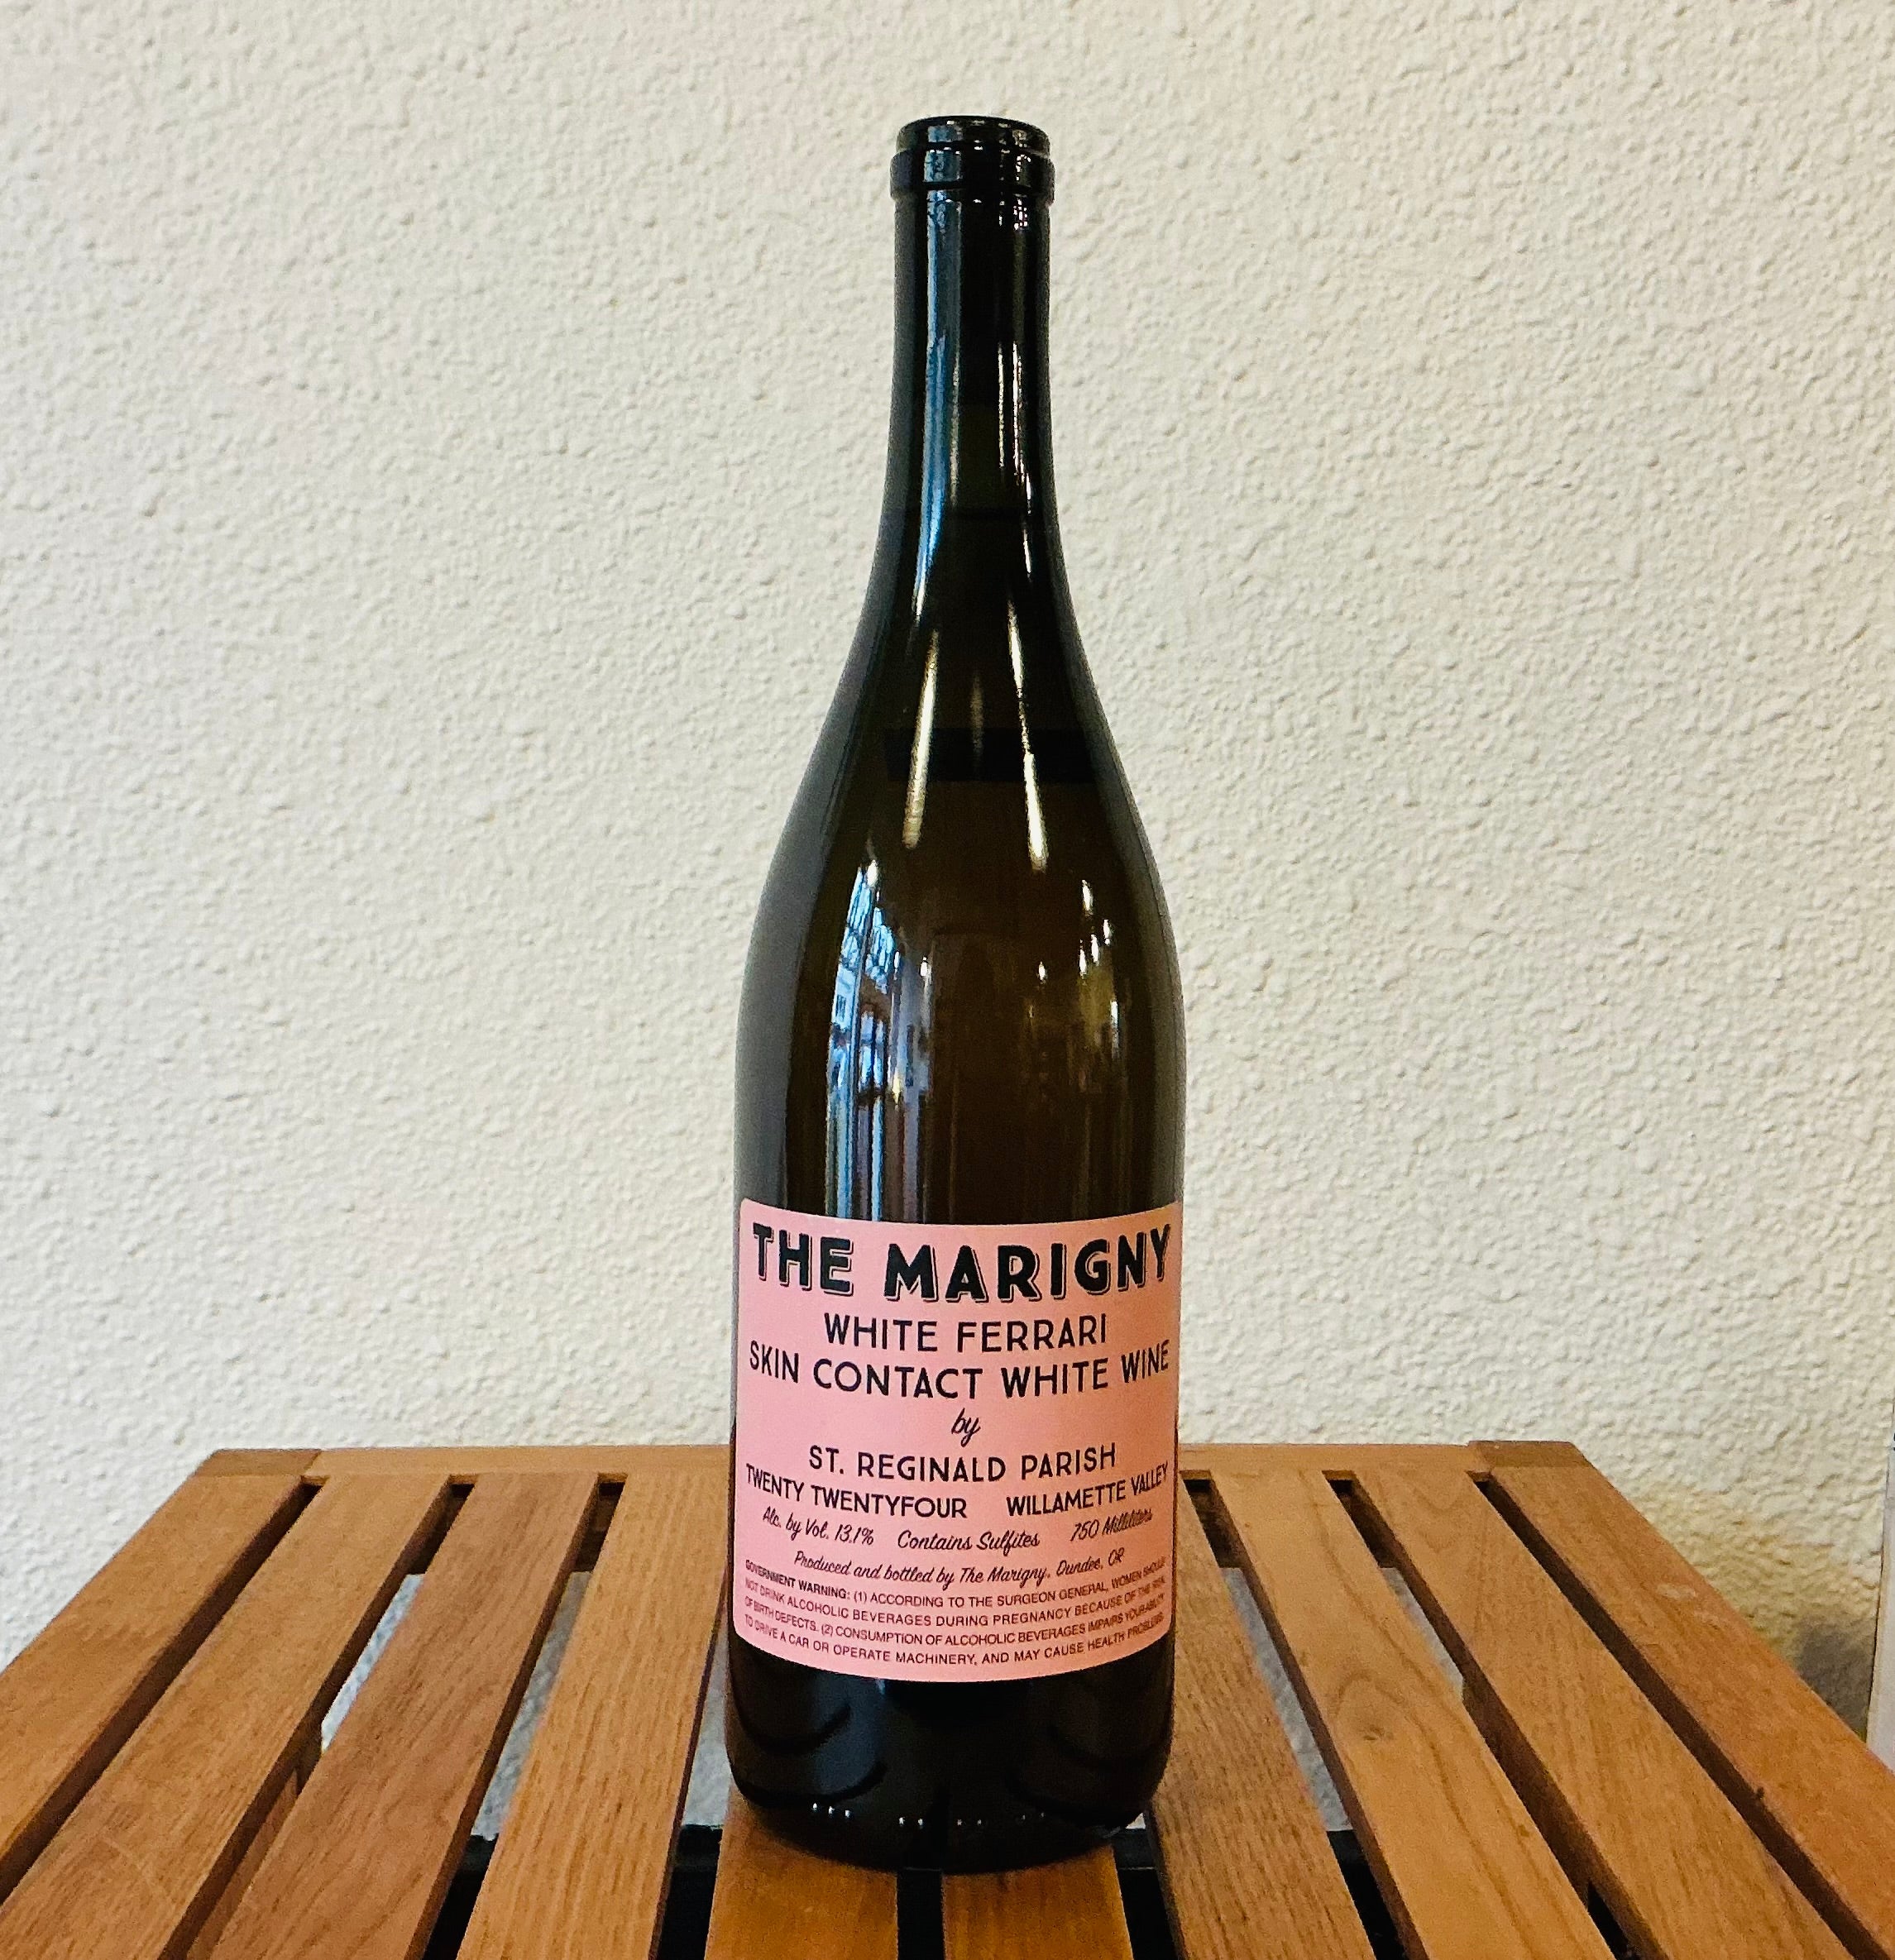 THE MARIGNY
WHITE FERRARI
SKIN CONTACT WHITE WINE
by
ST. REGINALD PARISH
TWENTY TWENTYFOUR WILLAMETTE VALLEY
Alc. by Vol. 13.1% Contains Sulfites 750 Milliliters
Produced and bottled by The Marigny, Dundee, OR
GOVERNMENT WARNING: (1) ACCORDING TO THE SURGEON GENERAL, WOMEN SHOULD
NOT DRINK ALCOHOLIC BEVERAGES DURING PREGNANCY BECAUSE OF THE RISK
OF BIRTH DEFECTS. (2) CONSUMPTION OF ALCOHOLIC BEVERAGES IMPAIRS YOUR ABILITY
TO DRIVE A CAR OR OPERATE MACHINERY, AND MAY CAUSE HEALTH PROBLEMS.